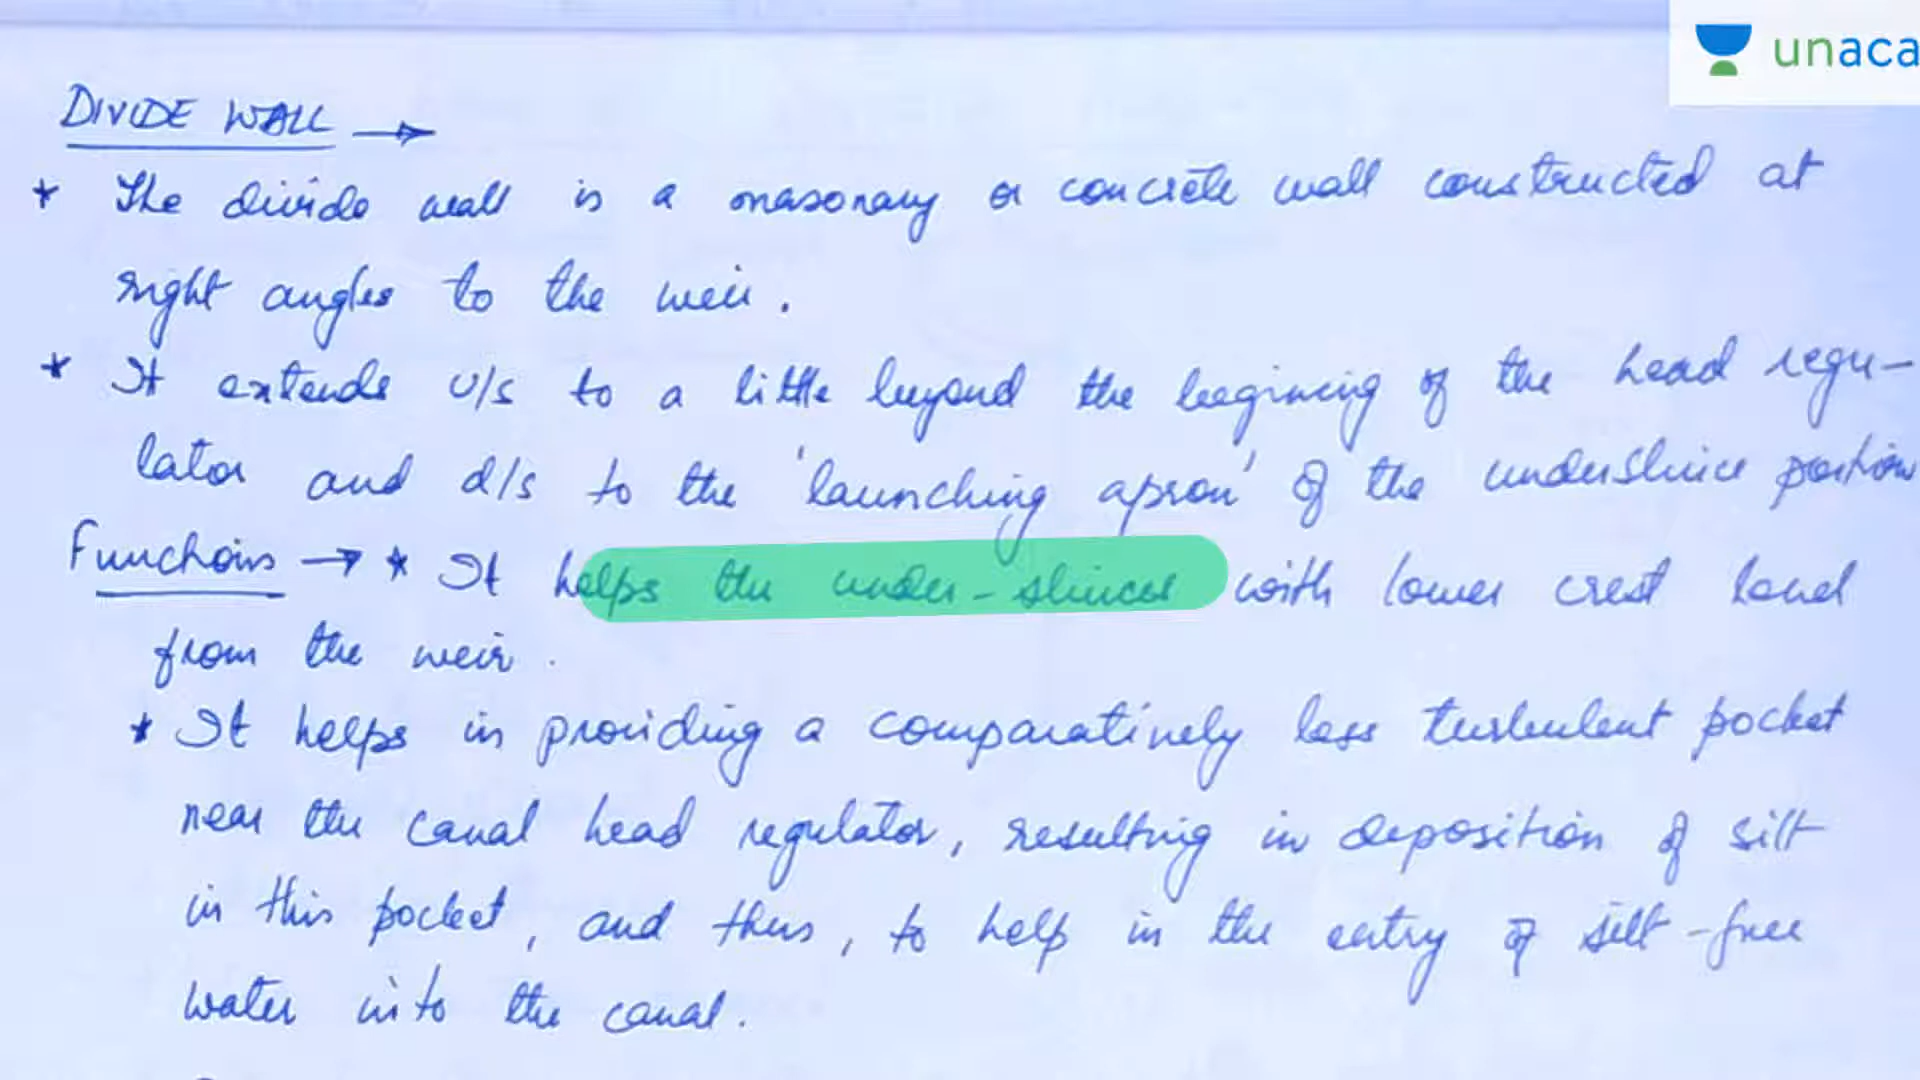 unaca
DIVIDE WALL →
* The divide wall is a masonary or concrete wall constructed at
right angles to the weir.
* It extends u/s to a little beyond the begining of the head regu-
lator and d/s to the 'launching apron' of the undersluice portion
Functions → * It helps the under-sluices with lower crest level
from the weir.
* It helps in providing a comparatively less turbulent pocket
near the canal head regulator, resulting in deposition of silt
in this pocket, and thus, to help in the entry of silt-free
water into the canal.